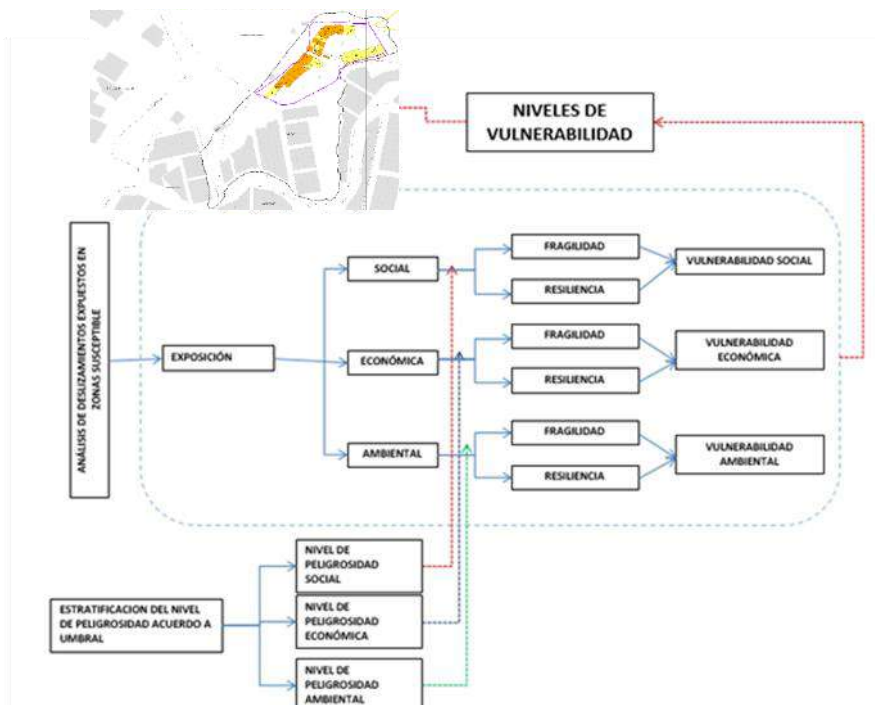 NIVELES DE
VULNERABILIDAD
ANÁLISIS DE DESLIZAMIENTOS EXPUESTOS EN
ZONAS SUSCEPTIBLE
EXPOSICIÓN
SOCIAL
FRAGILIDAD
RESILIENCIA
VULNERABILIDAD SOCIAL
ECONÓMICA
FRAGILIDAD
RESILIENCIA
VULNERABILIDAD
ECONÓMICA
AMBIENTAL
FRAGILIDAD
RESILIENCIA
VULNERABILIDAD
AMBIENTAL
ESTRATIFICACION DEL NIVEL
DE PELIGROSIDAD ACUERDO A
UMBRAL
NIVEL DE
PELIGROSIDAD
SOCIAL
NIVEL DE
PELIGROSIDAD
ECONÓMICA
NIVEL DE
PELIGROSIDAD
AMBIENTAL